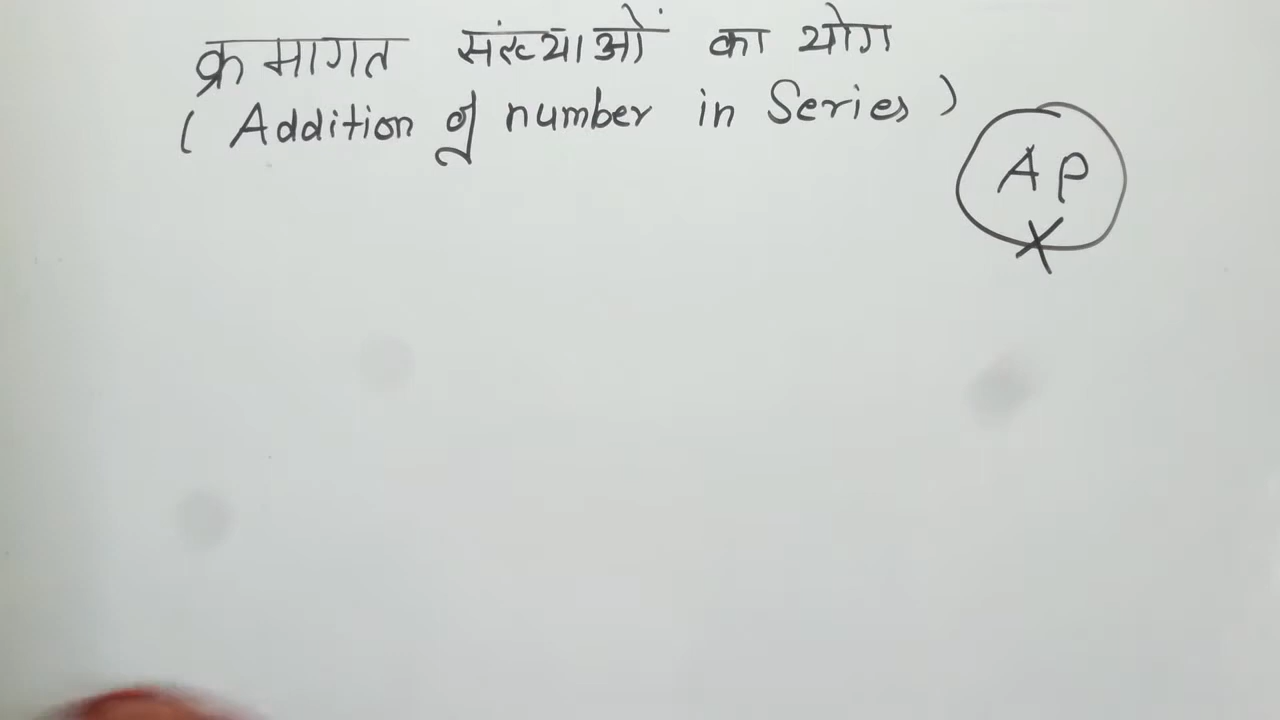 क्रमागत संख्याओं का योग
( Addition of number in Series )
AP
X